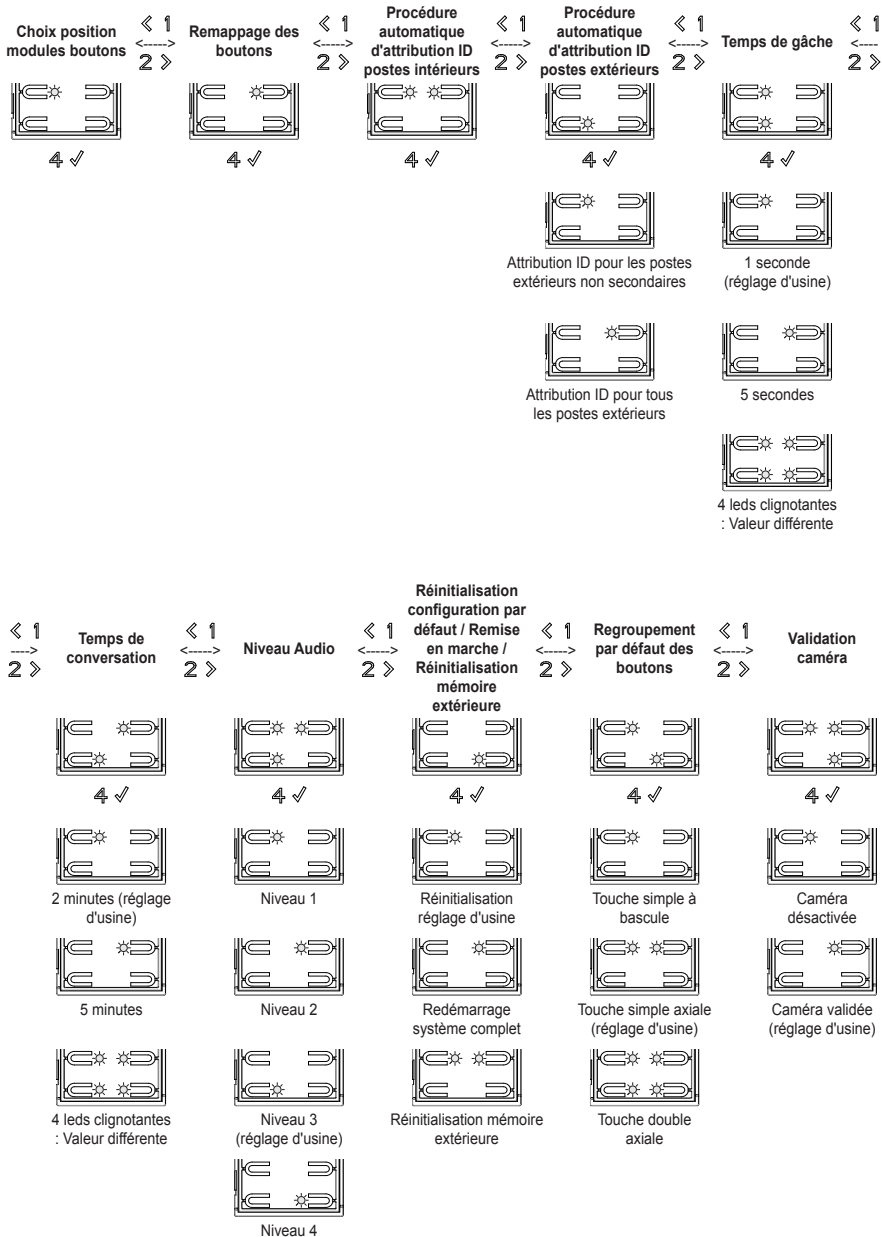 Choix position
modules boutons
« 1
<----->
2 »
Remappage des
boutons
« 1
<----->
2 »
Procédure
automatique
d'attribution ID
postes intérieurs
« 1
<----->
2 »
Procédure
automatique
d'attribution ID
postes extérieurs
« 1
<----->
2 »
Temps de gâche
« 1
<----
2 »
4 ✓
4 ✓
4 ✓
4 ✓
4 ✓
Attribution ID pour les postes
extérieurs non secondaires
1 seconde
(réglage d'usine)
Attribution ID pour tous
les postes extérieurs
5 secondes
4 leds clignotantes
: Valeur différente
« 1
---->
2 »
Temps de
conversation
« 1
<----->
2 »
Niveau Audio
« 1
<----->
2 »
Réinitialisation
configuration par
défaut / Remise
en marche /
Réinitialisation
mémoire
extérieure
« 1
<----->
2 »
Regroupement
par défaut des
boutons
« 1
<----->
2 »
Validation
caméra
4 ✓
4 ✓
4 ✓
4 ✓
4 ✓
2 minutes (réglage
d'usine)
Niveau 1
Réinitialisation
réglage d'usine
Touche simple à
bascule
Caméra
désactivée
5 minutes
Niveau 2
Redémarrage
système complet
Touche simple axiale
(réglage d'usine)
Caméra validée
(réglage d'usine)
4 leds clignotantes
: Valeur différente
Niveau 3
(réglage d'usine)
Réinitialisation mémoire
extérieure
Touche double
axiale
Niveau 4